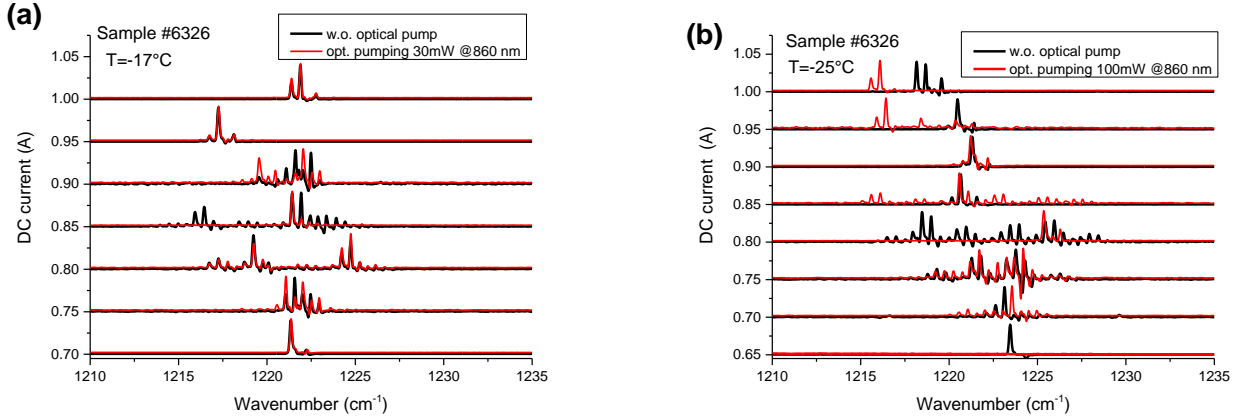 (a)
Sample #6326
T=-17°C
w.o. optical pump
opt. pumping 30mW @860 nm
DC current (A)
1.05
1.00
0.95
0.90
0.85
0.80
0.75
0.70
1210 1215 1220 1225 1230 1235
Wavenumber (cm-1)
(b)
Sample #6326
T=-25°C
w.o. optical pump
opt. pumping 100mW @860 nm
DC current (A)
1.05
1.00
0.95
0.90
0.85
0.80
0.75
0.70
0.65
1210 1215 1220 1225 1230 1235
Wavenumber (cm-1)